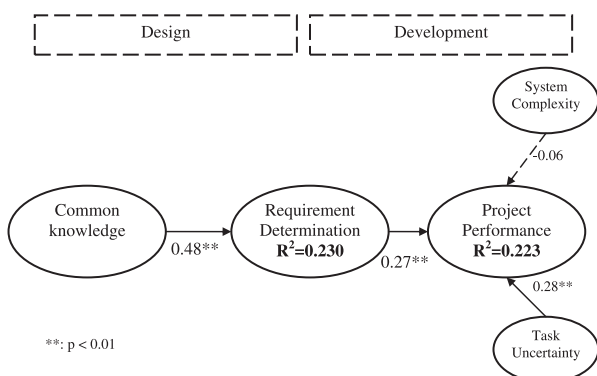 Design
Development
System
Complexity
-0.06
Common
knowledge
Requirement
Determination
R²=0.230
Project
Performance
R²=0.223
0.48**
0.27**
0.28**
**: p < 0.01
Task
Uncertainty